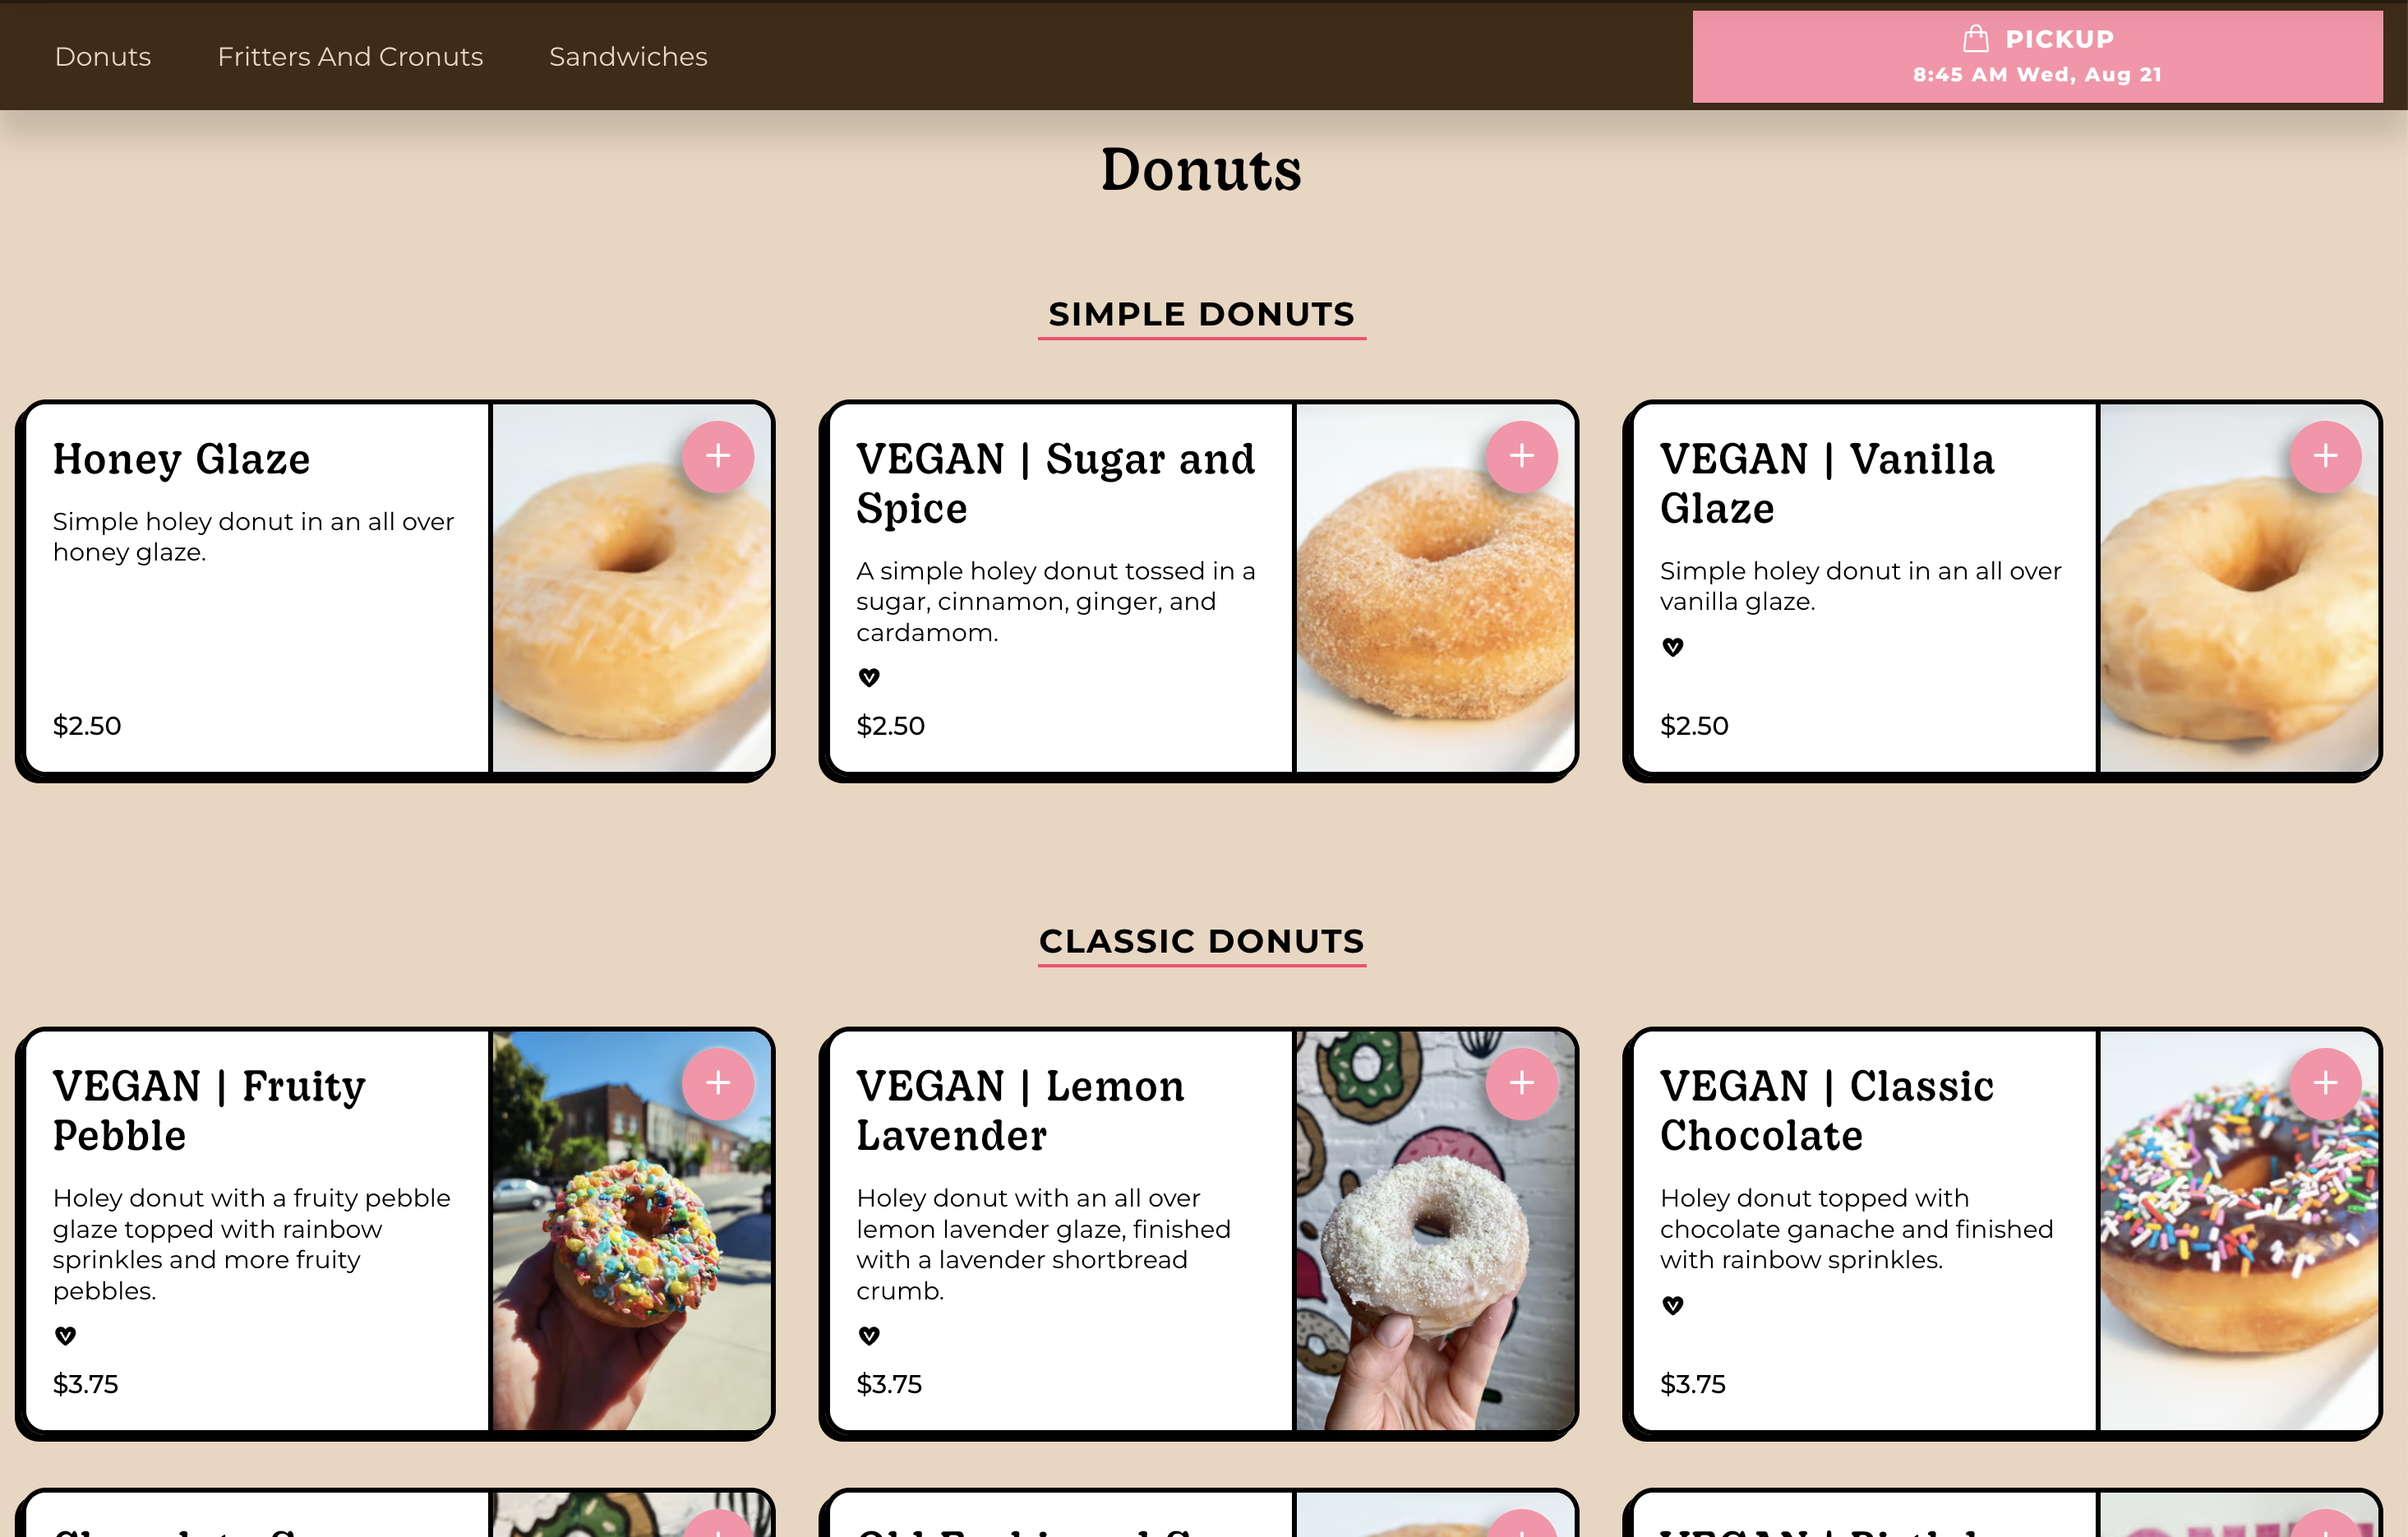 Donuts Fritters And Cronuts Sandwiches
PICKUP
8:45 AM Wed, Aug 21
Donuts
SIMPLE DONUTS
Honey Glaze
Simple holey donut in an all over
honey glaze.
$2.50
VEGAN | Sugar and
Spice
A simple holey donut tossed in a
sugar, cinnamon, ginger, and
cardamom.
$2.50
VEGAN | Vanilla
Glaze
Simple holey donut in an all over
vanilla glaze.
$2.50
CLASSIC DONUTS
VEGAN | Fruity
Pebble
Holey donut with a fruity pebble
glaze topped with rainbow
sprinkles and more fruity
pebbles.
$3.75
VEGAN | Lemon
Lavender
Holey donut with an all over
lemon lavender glaze, finished
with a lavender shortbread
crumb.
$3.75
VEGAN | Classic
Chocolate
Holey donut topped with
chocolate ganache and finished
with rainbow sprinkles.
$3.75
VEGAN |